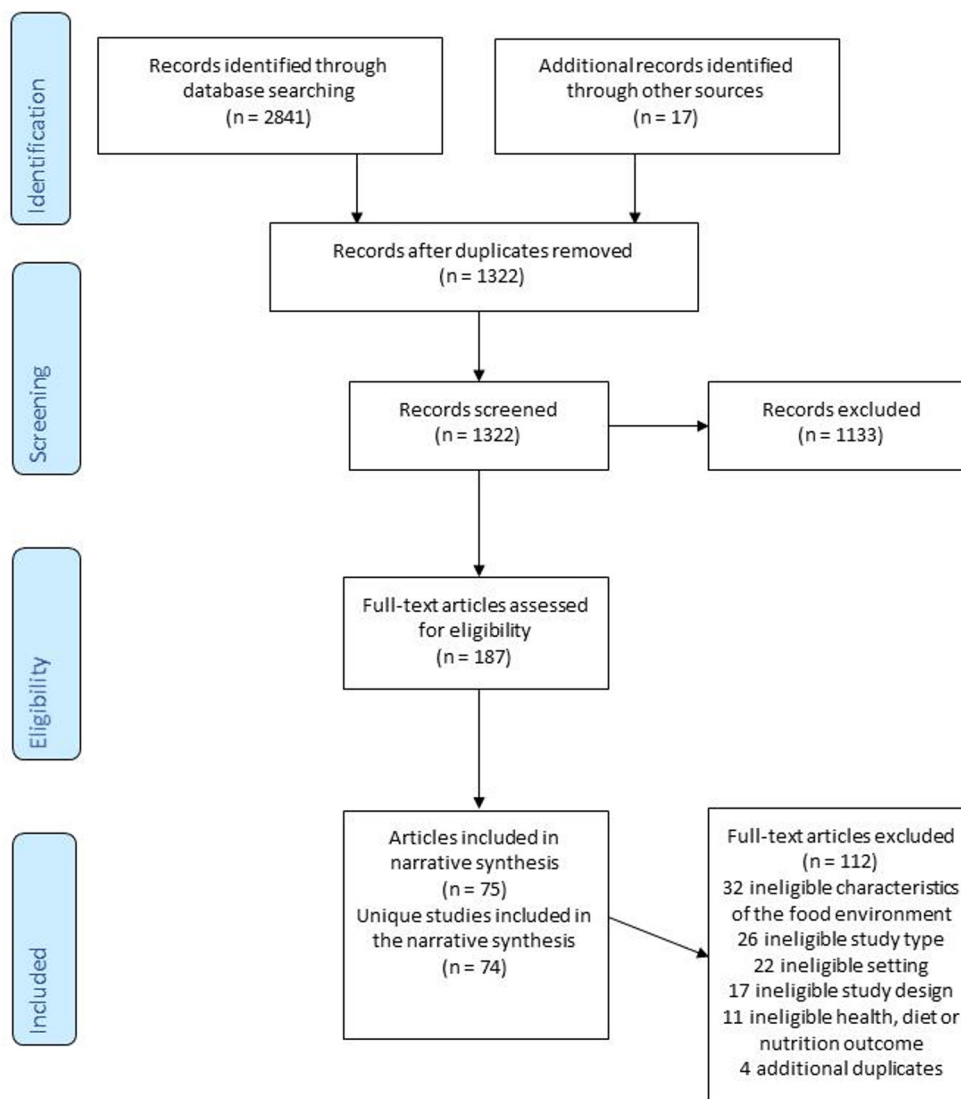 Identification
Records identified through
database searching
(n = 2841)
Additional records identified
through other sources
(n = 17)
Records after duplicates removed
(n = 1322)
Screening
Records screened
(n = 1322)
Records excluded
(n = 1133)
Eligibility
Full-text articles assessed
for eligibility
(n = 187)
Included
Articles included in
narrative synthesis
(n = 75)
Unique studies included in
the narrative synthesis
(n = 74)
Full-text articles excluded
(n = 112)
32 ineligible characteristics
of the food environment
26 ineligible study type
22 ineligible setting
17 ineligible study design
11 ineligible health, diet or
nutrition outcome
4 additional duplicates